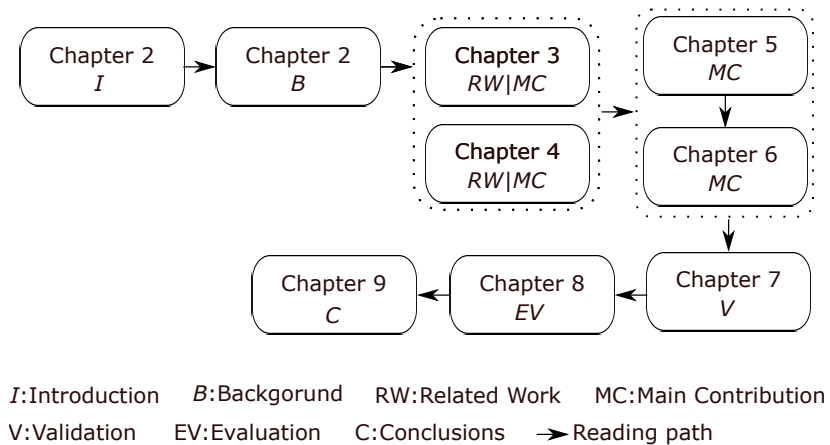 Chapter 2
I
Chapter 2
B
Chapter 3
RW|MC
Chapter 4
RW|MC
Chapter 5
MC
Chapter 6
MC
Chapter 7
V
Chapter 8
EV
Chapter 9
C
I:Introduction B:Backgorund RW:Related Work MC:Main Contribution
V:Validation EV:Evaluation C:Conclusions Reading path